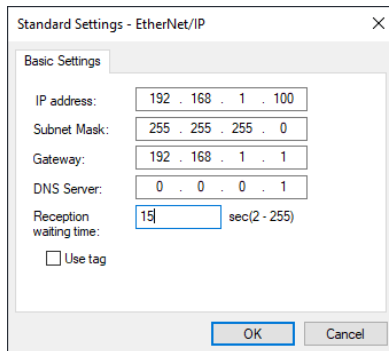 Standard Settings - EtherNet/IP
Basic Settings
IP address: 192 . 168 . 1 . 100
Subnet Mask: 255 . 255 . 255 . 0
Gateway: 192 . 168 . 1 . 1
DNS Server: 0 . 0 . 0 . 1
Reception
waiting time: 15 sec(2 - 255)
Use tag
OK Cancel